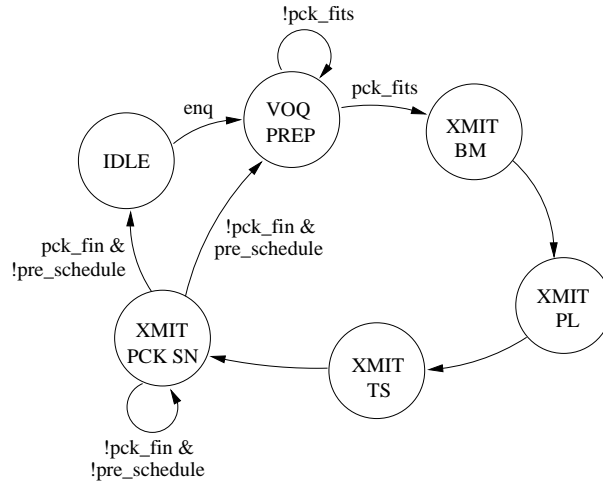 !pck_fits
enq
pck_fits
VOQ
PREP
XMIT
BM
IDLE
!pck_fin &
pre_schedule
pck_fin &
!pre_schedule
XMIT
PL
XMIT
PCK SN
XMIT
TS
!pck_fin &
!pre_schedule